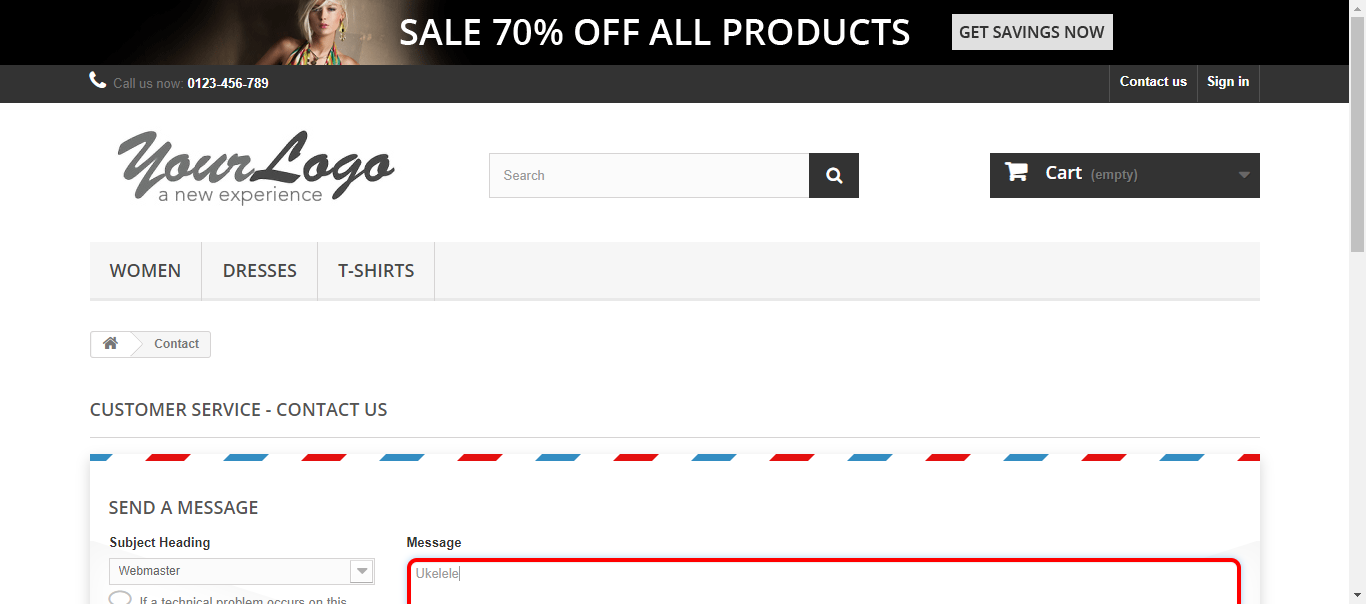 SALE 70% OFF ALL PRODUCTS
GET SAVINGS NOW
Call us now: 0123-456-789
Contact us
Sign in
Your Logo
a new experience
Search
Cart (empty)
WOMEN
DRESSES
T-SHIRTS
Contact
CUSTOMER SERVICE - CONTACT US
SEND A MESSAGE
Subject Heading
Message
Webmaster
Ukelele
If a technical problem occurs on this